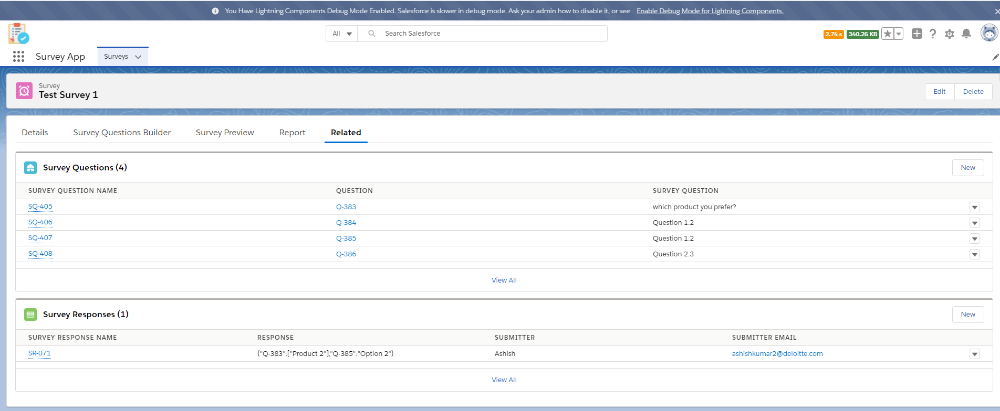 You Have Lightning Components Debug Mode Enabled. Salesforce is slower in debug mode. Ask your admin how to disable it, or see Enable Debug Mode for Lightning Components.
All Search Salesforce
2.74 s 340.26 KB
Survey App Surveys
Survey
Test Survey 1
Edit Delete
Details Survey Questions Builder Survey Preview Report Related
Survey Questions (4) New
SURVEY QUESTION NAME QUESTION SURVEY QUESTION
SQ-405 Q-383 which product you prefer?
SQ-406 Q-384 Question 1.2
SQ-407 Q-385 Question 1.2
SQ-408 Q-386 Question 2.3
View All
Survey Responses (1) New
SURVEY RESPONSE NAME RESPONSE SUBMITTER SUBMITTER EMAIL
SR-071 {"Q-383":["Product 2"],"Q-385":"Option 2"} Ashish ashishkumar2@deloitte.com
View All